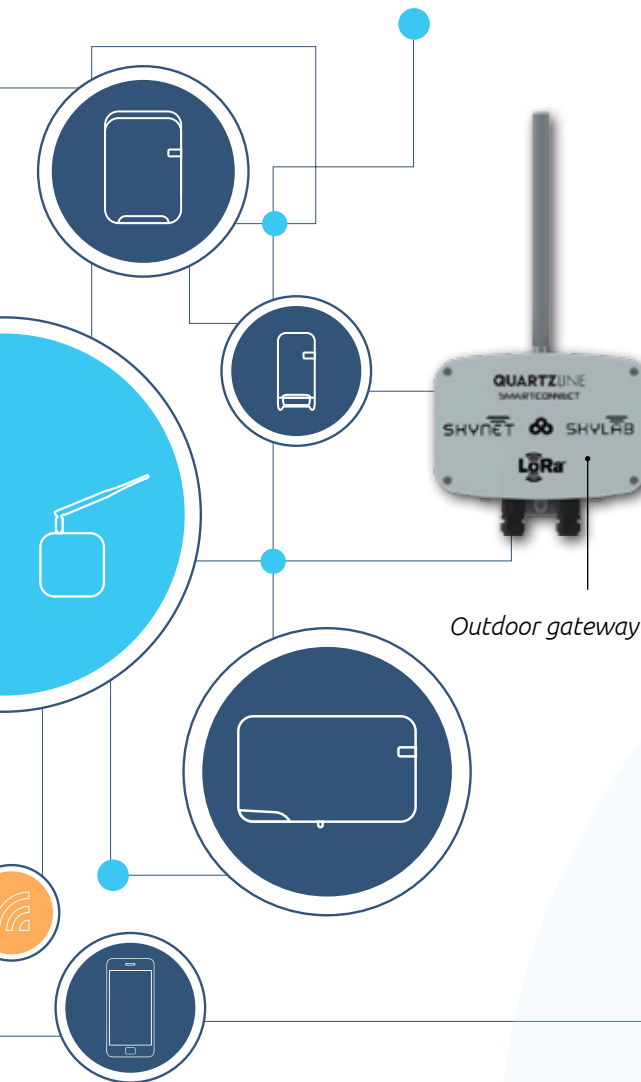 QUARTZLINE
SMARTCONNECT
SKYNET SKYLAB
LoRa
Outdoor gateway